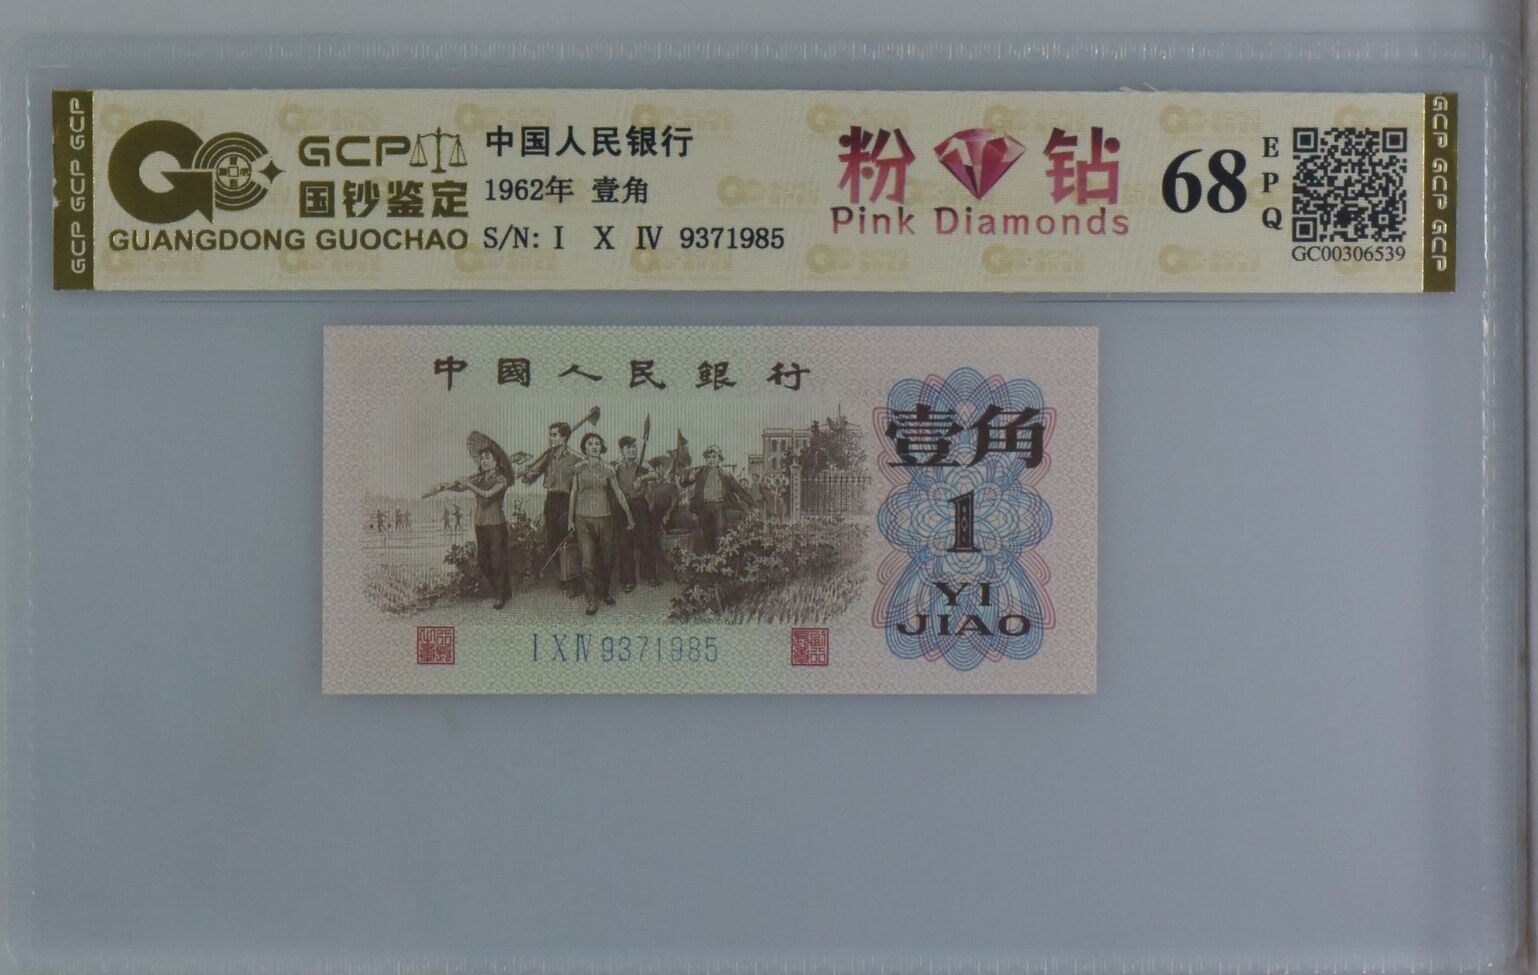 GCP GCP GCP
GCP
国钞鉴定
GUANGDONG GUOCHAO
中国人民银行
1962年 壹角
S/N: I X IV 9371985
粉 钻
Pink Diamonds
68
EPQ
GC00306539
GCP GCP GCP
中國人民銀行
壹角
1
YI
JIAO
I X IV 9371985